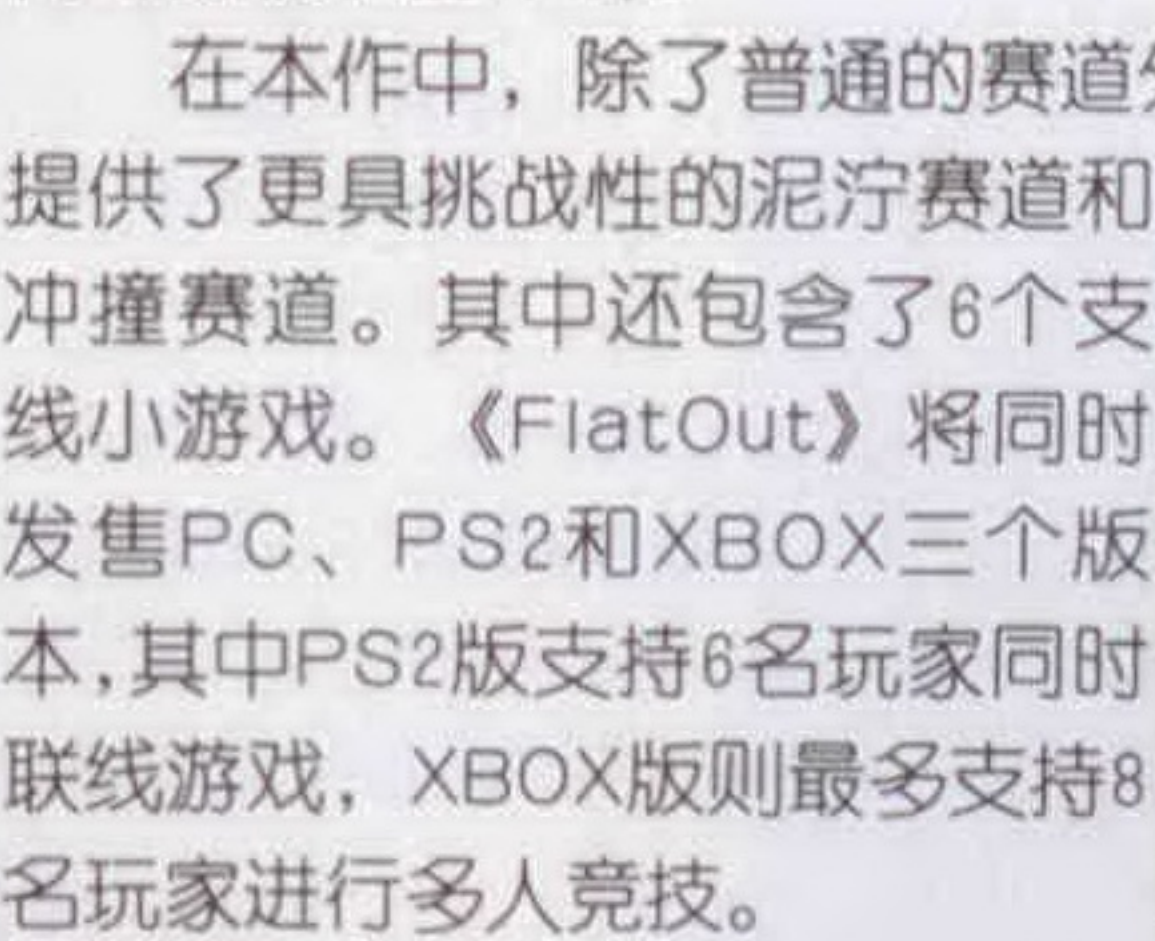 在本作中，除了普通的赛道
提供了更具挑战性的泥泞赛道和
冲撞赛道。其中还包含了6个支
线小游戏。《FlatOut》将同时
发售PC、PS2和XBOX三个版
本，其中PS2版支持6名玩家同时
联线游戏，XBOX版则最多支持8
名玩家进行多人竞技。